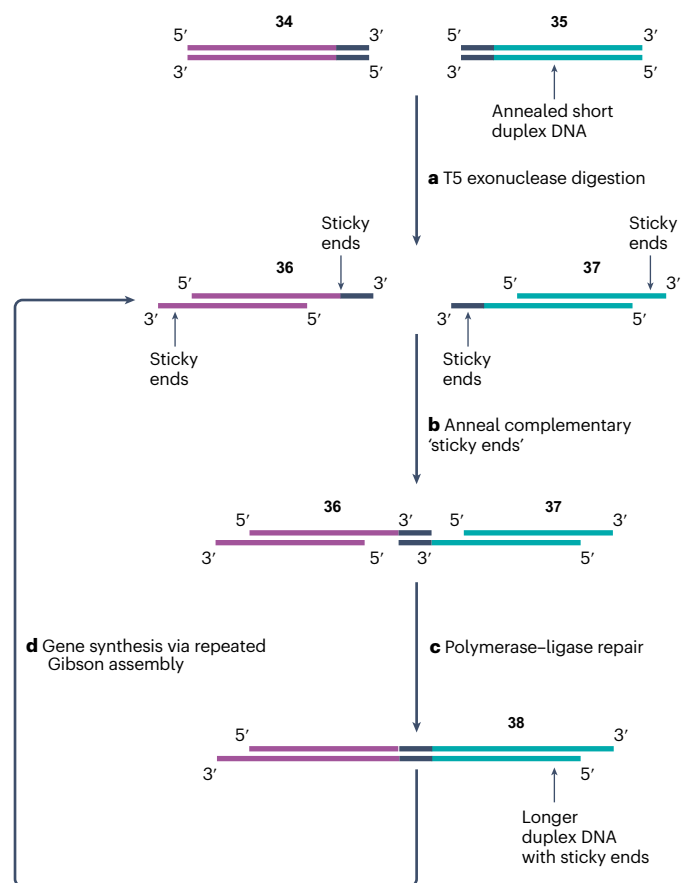 34
35
5′ 3′ 5′ 3′
3′ 5′ 3′ 5′
Annealed short
duplex DNA
a T5 exonuclease digestion
Sticky
ends
Sticky
ends
36
37
5′ 3′ 5′ 3′
3′ 5′ 3′ 5′
Sticky
ends
Sticky
ends
b Anneal complementary
‘sticky ends’
36
37
5′ 3′ 5′ 3′
3′ 5′ 3′ 5′
d Gene synthesis via repeated
Gibson assembly
c Polymerase–ligase repair
38
5′ 3′
3′ 5′
Longer
duplex DNA
with sticky ends